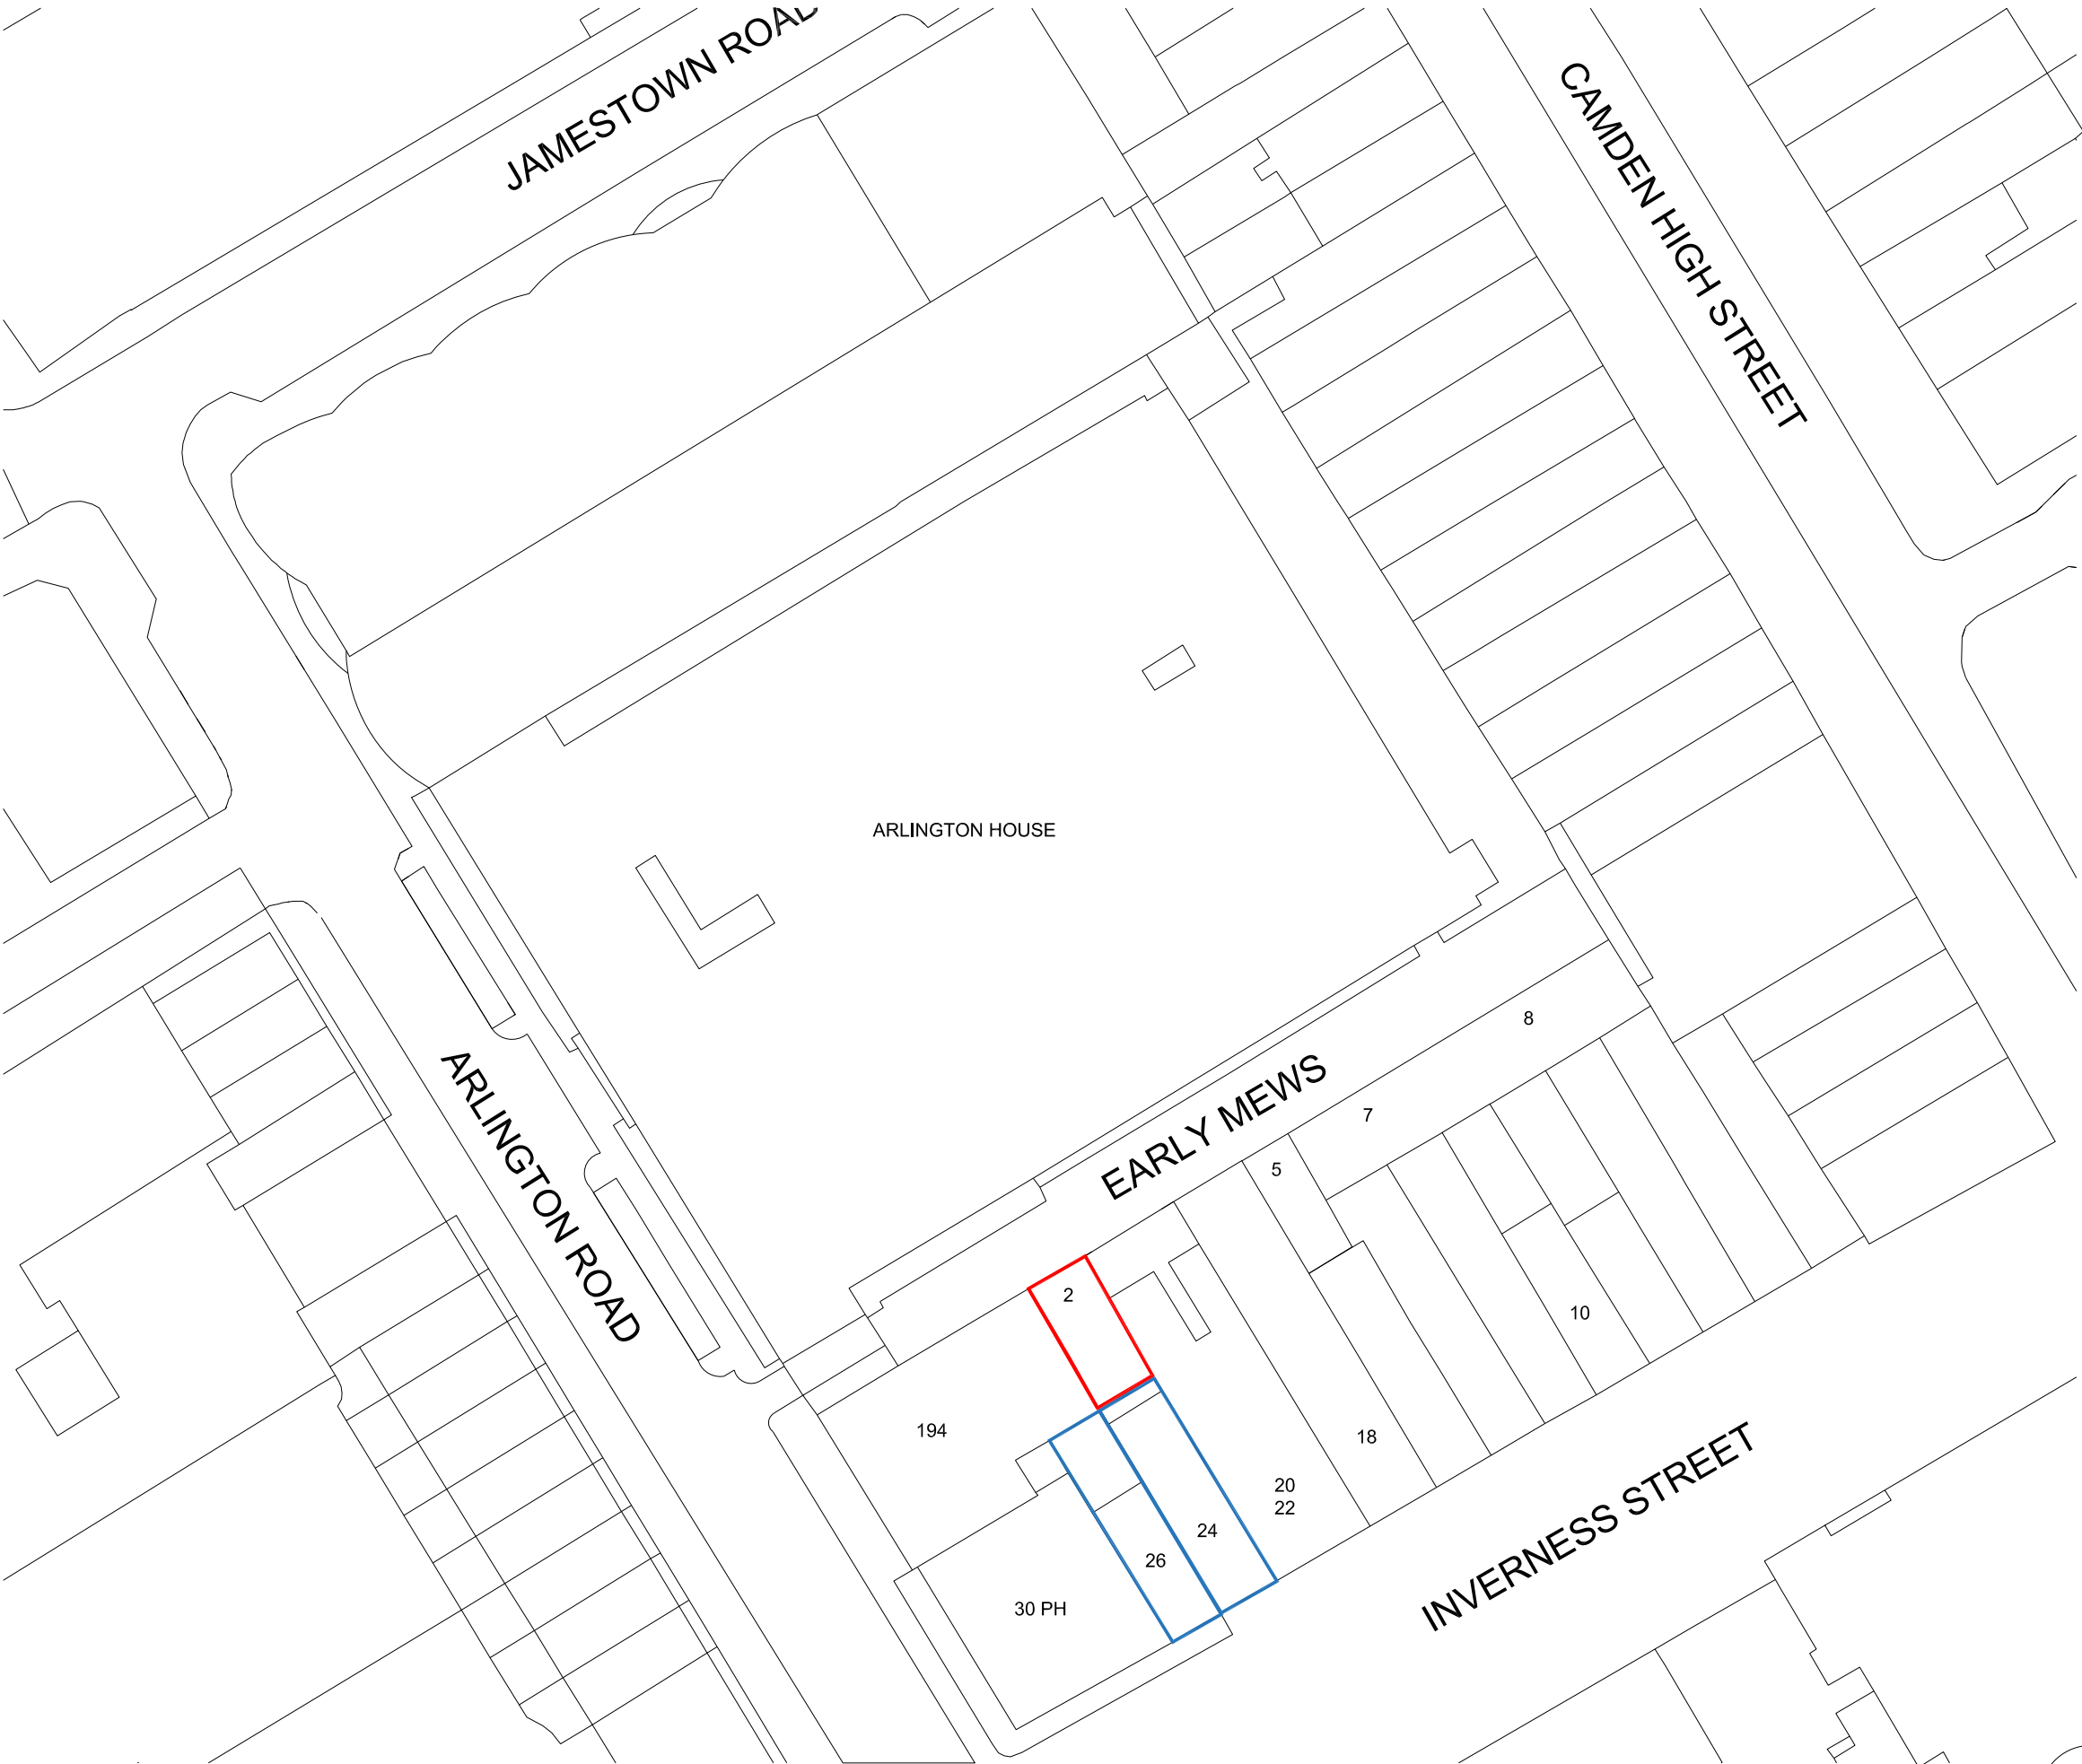 JAMESTOWN ROAD
CAMDEN HIGH STREET
ARLINGTON HOUSE
8
EARLY MEWS
7
ARLINGTON ROAD
5
2
10
194
18
20
22
INVERNESS STREET
24
26
30 PH